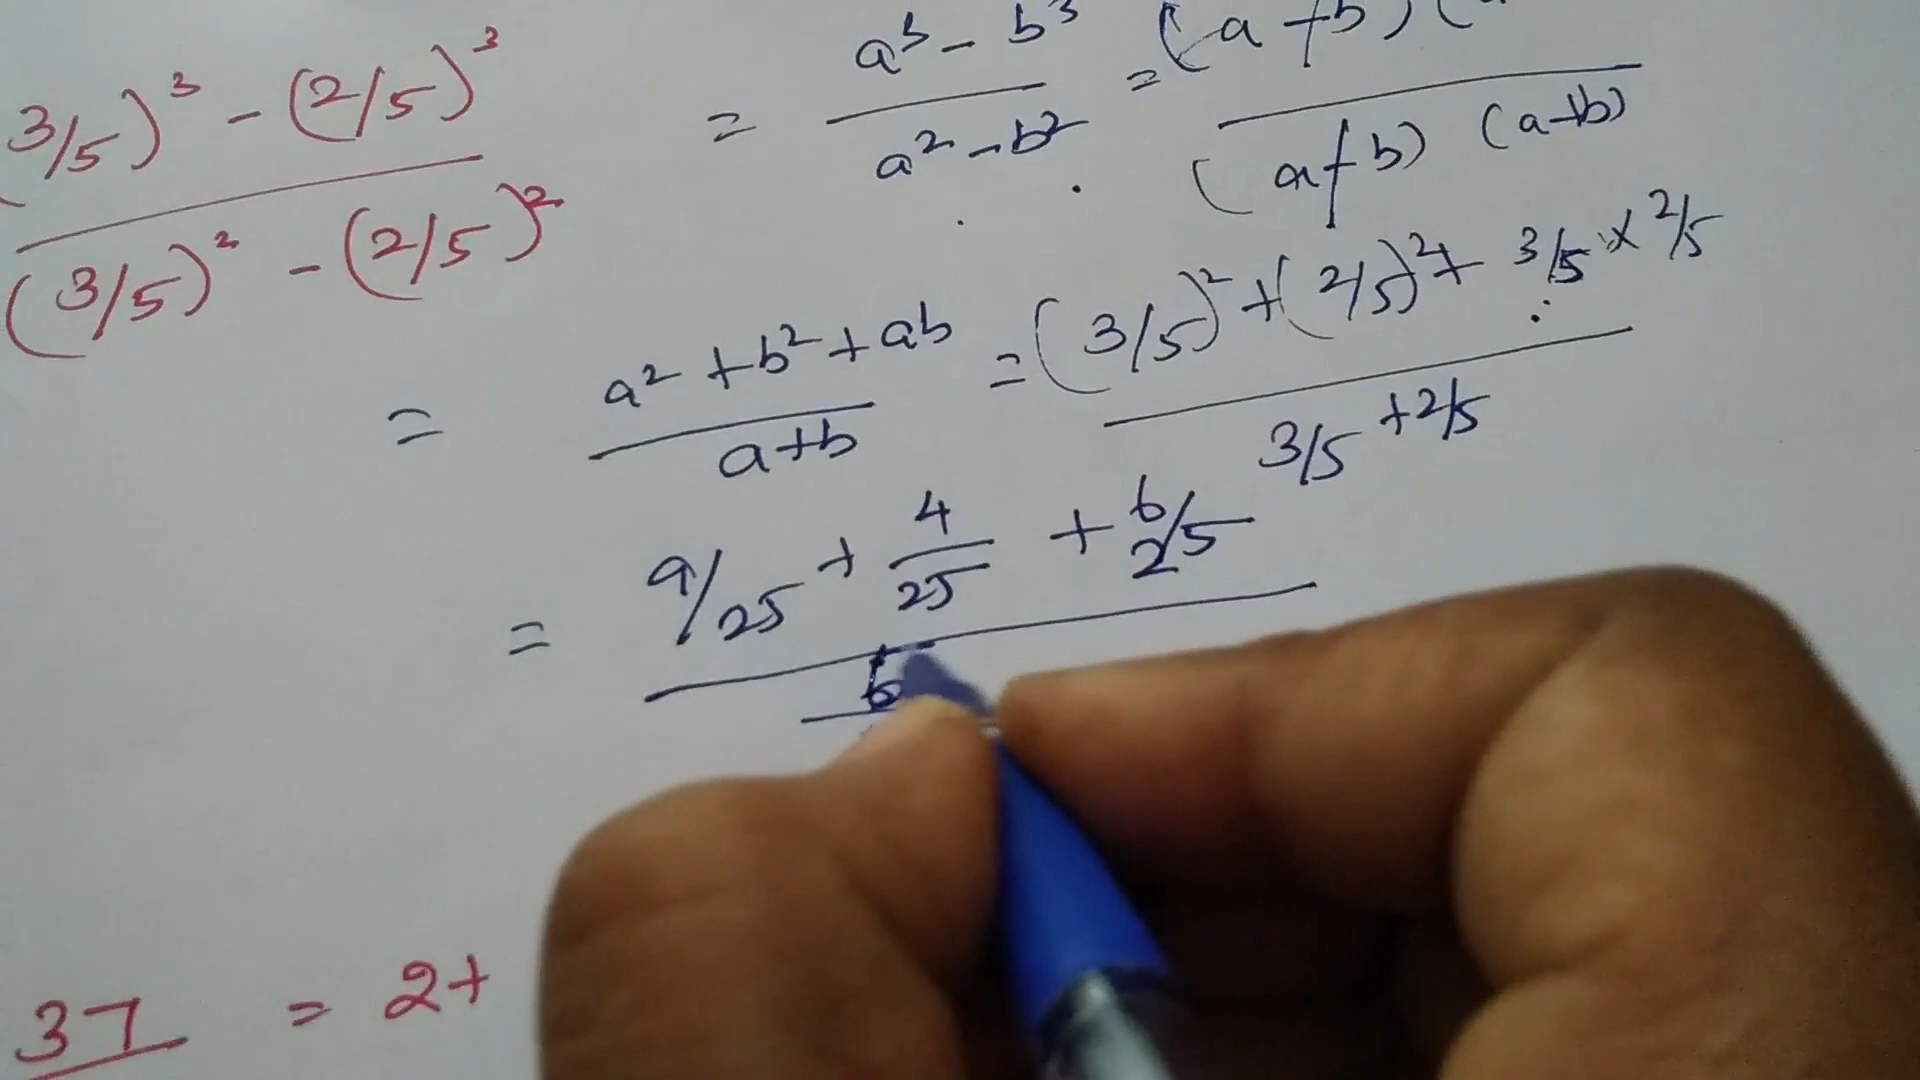 3/5)³ - (2/5)³
(3/5)² - (2/5)²
= a³ - b³ / a² - b² = (a - b) ( / (a - b) (a+b)
= a² + b² + ab / a+b = (3/5)² + (2/5)² + 3/5 × 2/5 / 3/5 + 2/5
= 9/25 + 4/25 + 6/25
37 = 2+